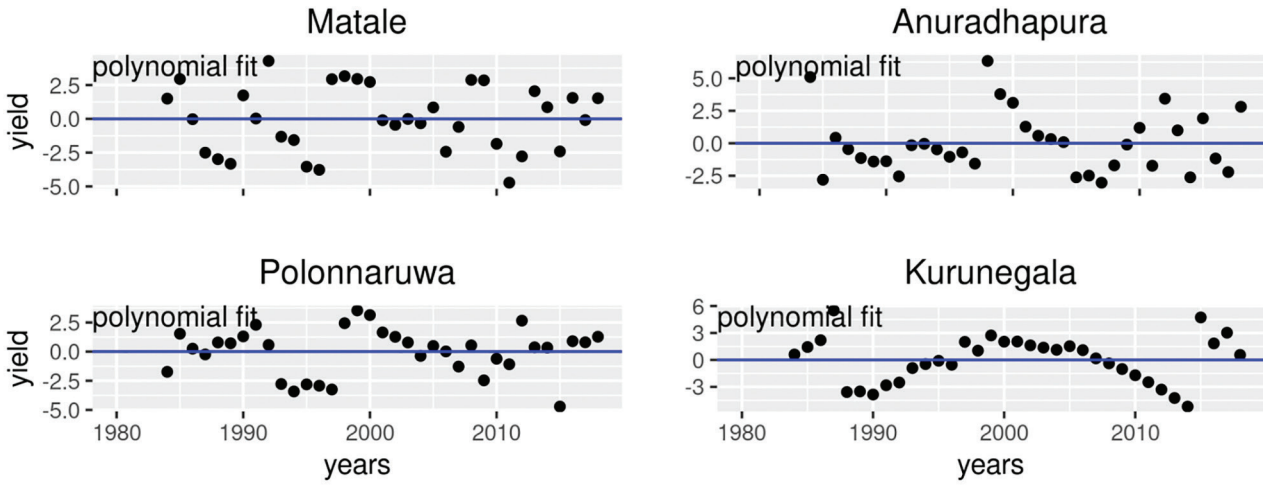 Matale
polynomial fit
yield
2.5
0.0
-2.5
-5.0
Anuradhapura
polynomial fit
5.0
2.5
0.0
-2.5
Polonnaruwa
polynomial fit
yield
2.5
0.0
-2.5
-5.0
1980 1990 2000 2010
years
Kurunegala
polynomial fit
6
3
0
-3
1980 1990 2000 2010
years